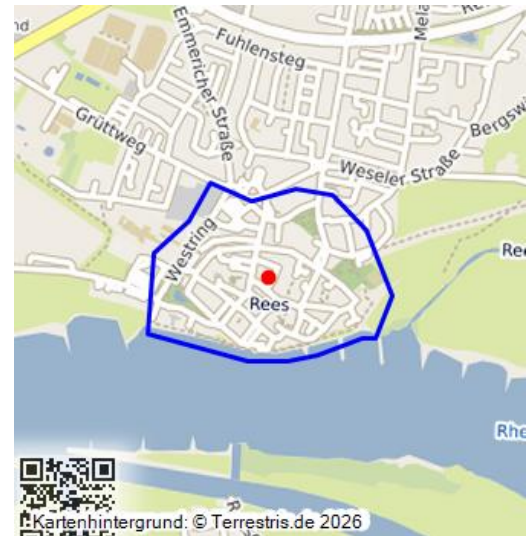 Emmericher Straße
Fuhlensteg
Grüttweg
Weseler Straße
Westring
Rees
Kartenhintergrund: © Terrestris.de 2026